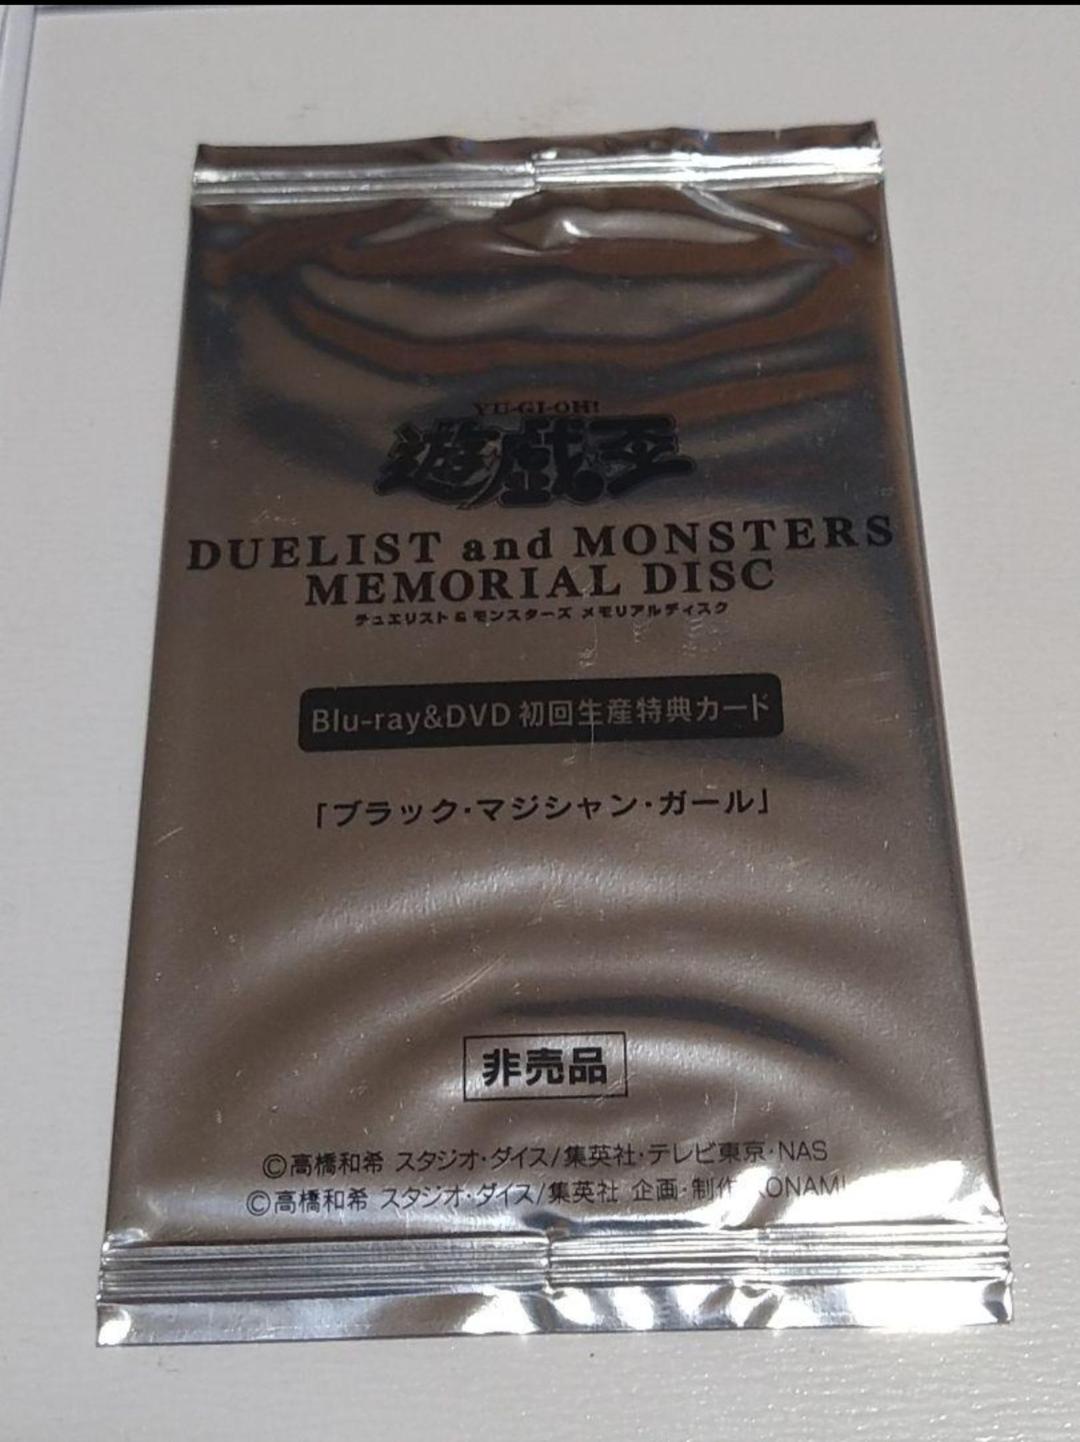 YU-GI-OH!
遊戯王
DUELIST and MONSTERS
MEMORIAL DISC
デュエリスト & モンスターズ メモリアルディスク
Blu-ray&DVD 初回生産特典カード
「ブラック・マジシャン・ガール」
非売品
©高橋和希 スタジオ・ダイス/集英社・テレビ東京・NAS
©高橋和希 スタジオ・ダイス/集英社 企画・制作 KONAMI